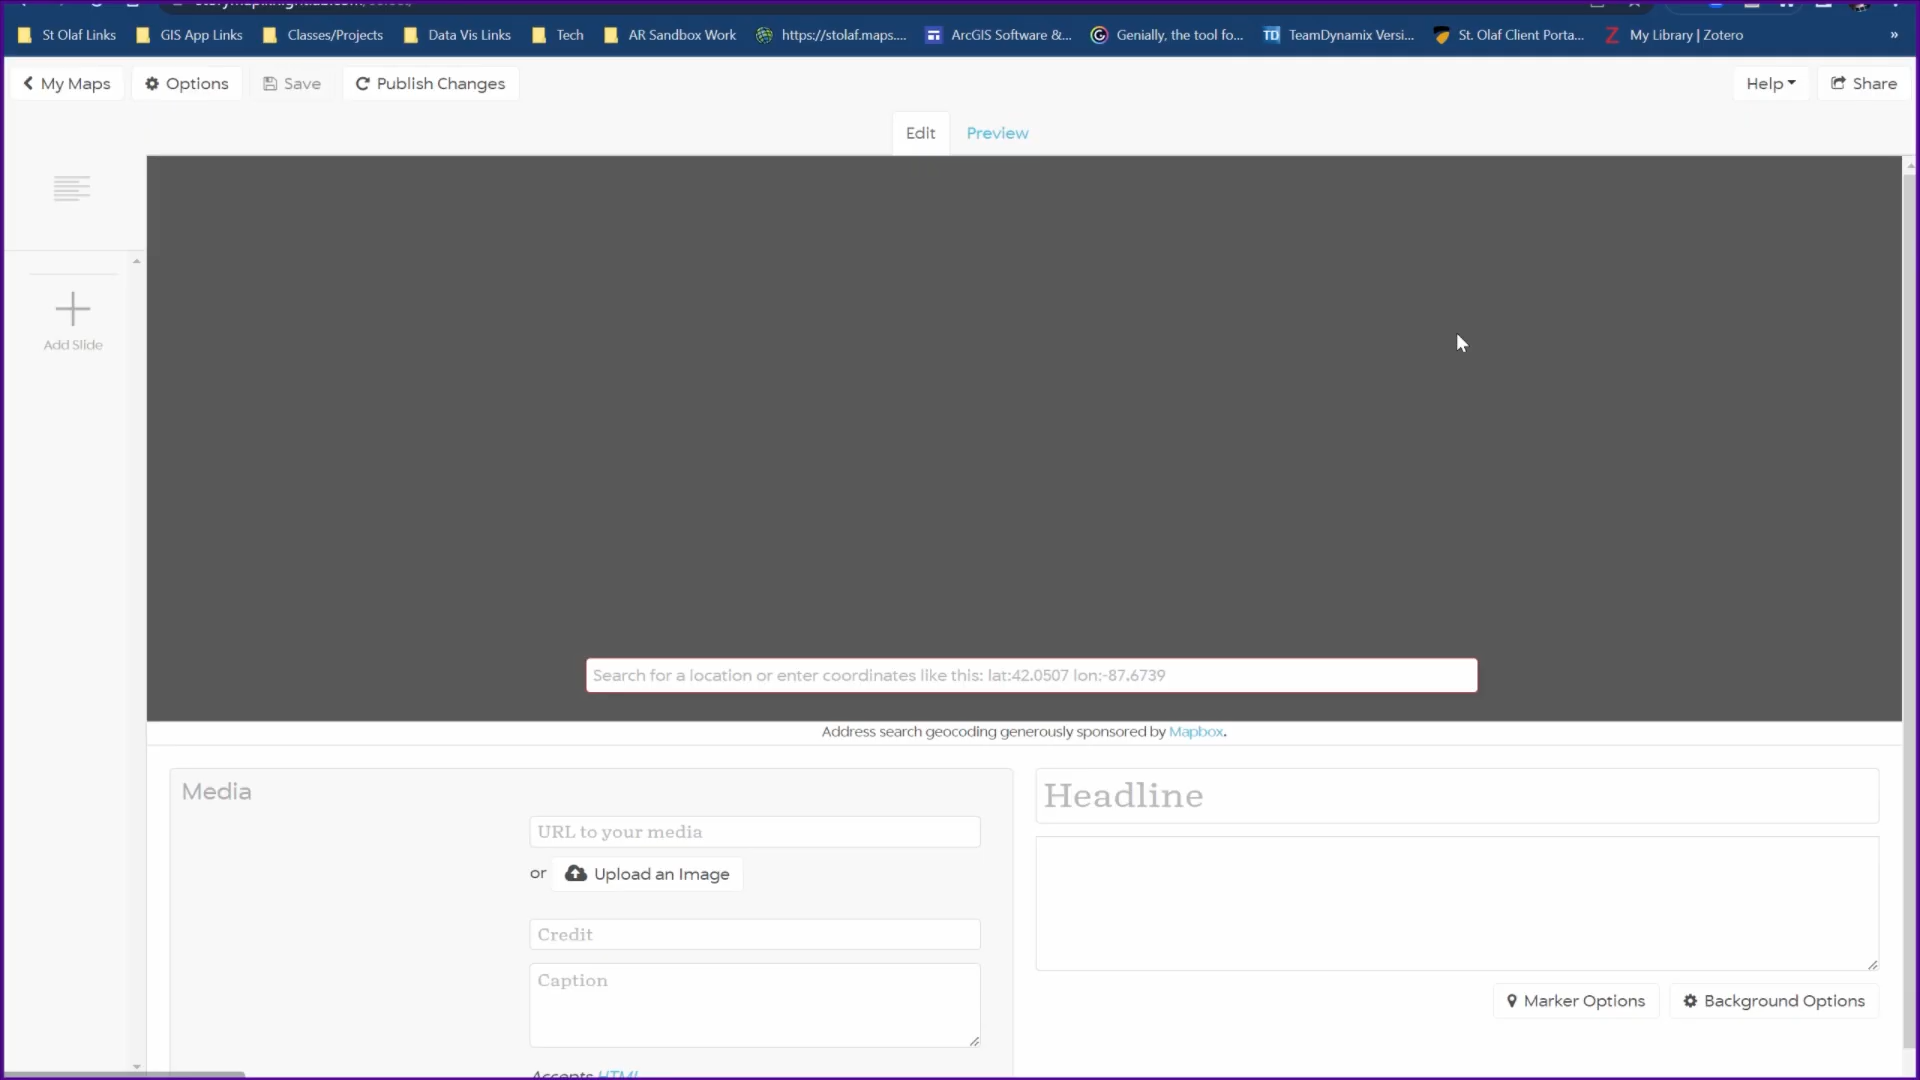 St Olaf Links GIS App Links Classes/Projects Data Vis Links Tech AR Sandbox Work https://stolaf.maps.... ArcGIS Software &... Genially, the tool fo... TD TeamDynamix Versi... St. Olaf Client Porta... Z My Library | Zotero »
My Maps Options Save Publish Changes Help Share
Edit Preview
Add Slide
Search for a location or enter coordinates like this: lat:42.0507 lon:-87.6739
Address search geocoding generously sponsored by Mapbox.
Media
Headline
URL to your media
or Upload an Image
Credit
Caption
Marker Options Background Options
Accepts HTML